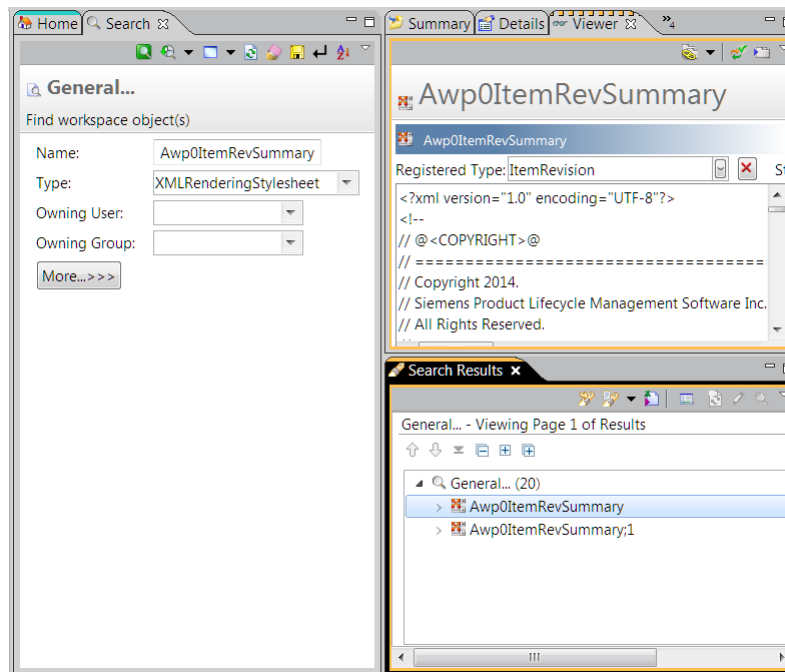 Home
Search
General...
Find workspace object(s)
Name:
Awp0ItemRevSummary
Type:
XMLRenderingStylesheet
Owning User:
Owning Group:
More...>>>
Summary
Details
Viewer
»4
Awp0ItemRevSummary
Awp0ItemRevSummary
Registered Type:
ItemRevision
St
<?xml version="1.0" encoding="UTF-8"?>
<!--
// @<COPYRIGHT>@
// ===================================
// Copyright 2014.
// Siemens Product Lifecycle Management Software Inc.
// All Rights Reserved.
Search Results
General... - Viewing Page 1 of Results
General... (20)
Awp0ItemRevSummary
Awp0ItemRevSummary;1